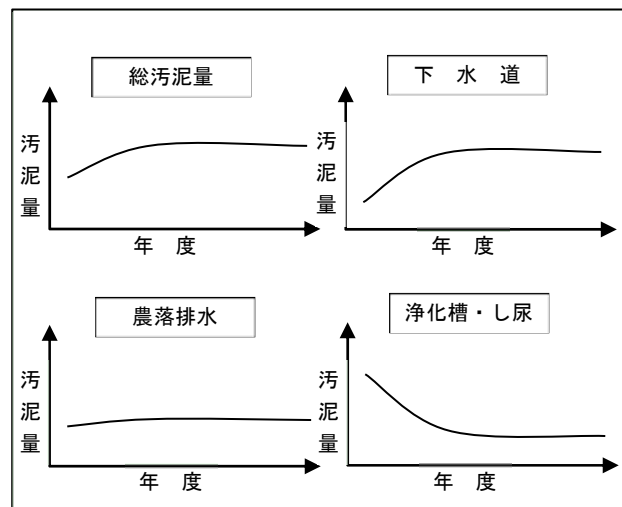 総汚泥量
汚泥量
年 度
下 水 道
汚泥量
年 度
農落排水
汚泥量
年 度
浄化槽・し尿
汚泥量
年 度